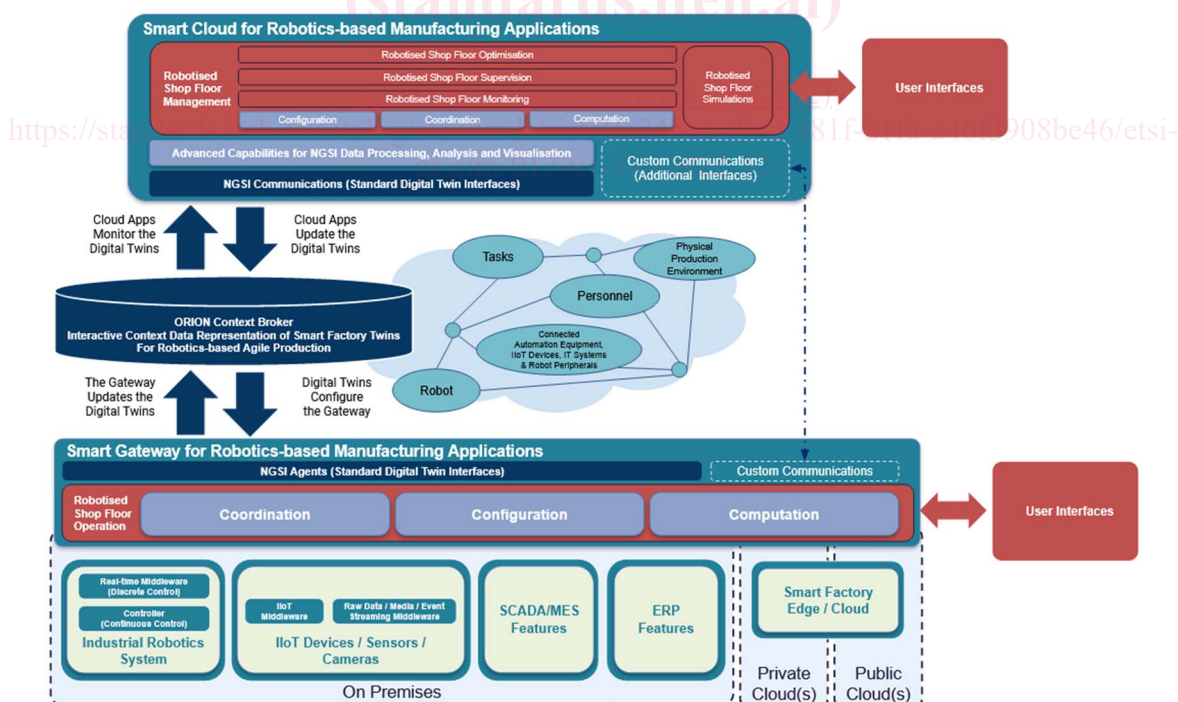 (standards.iteh.ai)
Smart Cloud for Robotics-based Manufacturing Applications
Robotised
Shop Floor
Management
Robotised Shop Floor Optimisation
Robotised Shop Floor Supervision
Robotised Shop Floor Monitoring
Configuration
Coordination
Computation
Robotised
Shop Floor
Simulations
User Interfaces
https://sta
908be46/etsi-
Advanced Capabilities for NGSI Data Processing, Analysis and Visualisation
NGSI Communications (Standard Digital Twin Interfaces)
Custom Communications
(Additional Interfaces)
Cloud Apps
Monitor the
Digital Twins
Cloud Apps
Update the
Digital Twins
Tasks
Physical
Production
Environment
Personnel
Connected
Automation Equipment,
IIoT Devices, IT Systems
& Robot Peripherals
Robot
ORION Context Broker
Interactive Context Data Representation of Smart Factory Twins
For Robotics-based Agile Production
The Gateway
Updates the
Digital Twins
Digital Twins
Configure
the Gateway
Smart Gateway for Robotics-based Manufacturing Applications
NGSI Agents (Standard Digital Twin Interfaces)
Custom Communications
Robotised
Shop Floor
Operation
Coordination
Configuration
Computation
User Interfaces
Real-time Middleware
(Discrete Control)
Controller
(Continuous Control)
Industrial Robotics
System
IIoT
Middleware
Raw Data / Media / Event
Streaming Middleware
IIoT Devices / Sensors /
Cameras
SCADA/MES
Features
ERP
Features
Smart Factory
Edge / Cloud
On Premises
Private
Cloud(s)
Public
Cloud(s)